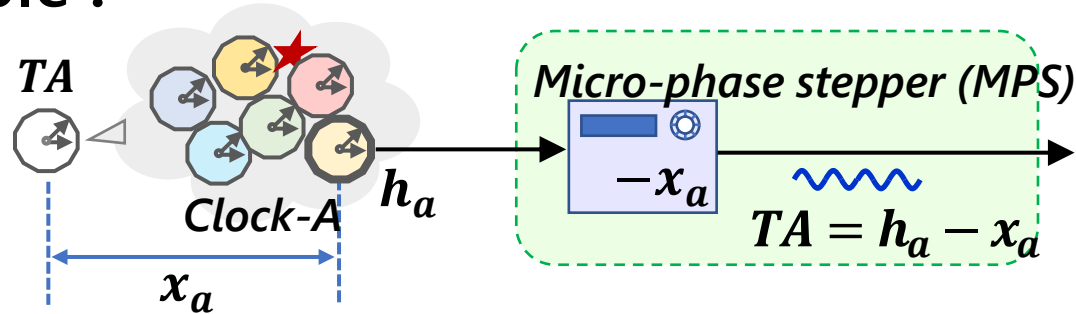 TA
Clock-A
hₐ
xₐ
Micro-phase stepper (MPS)
−xₐ
TA = hₐ − xₐ